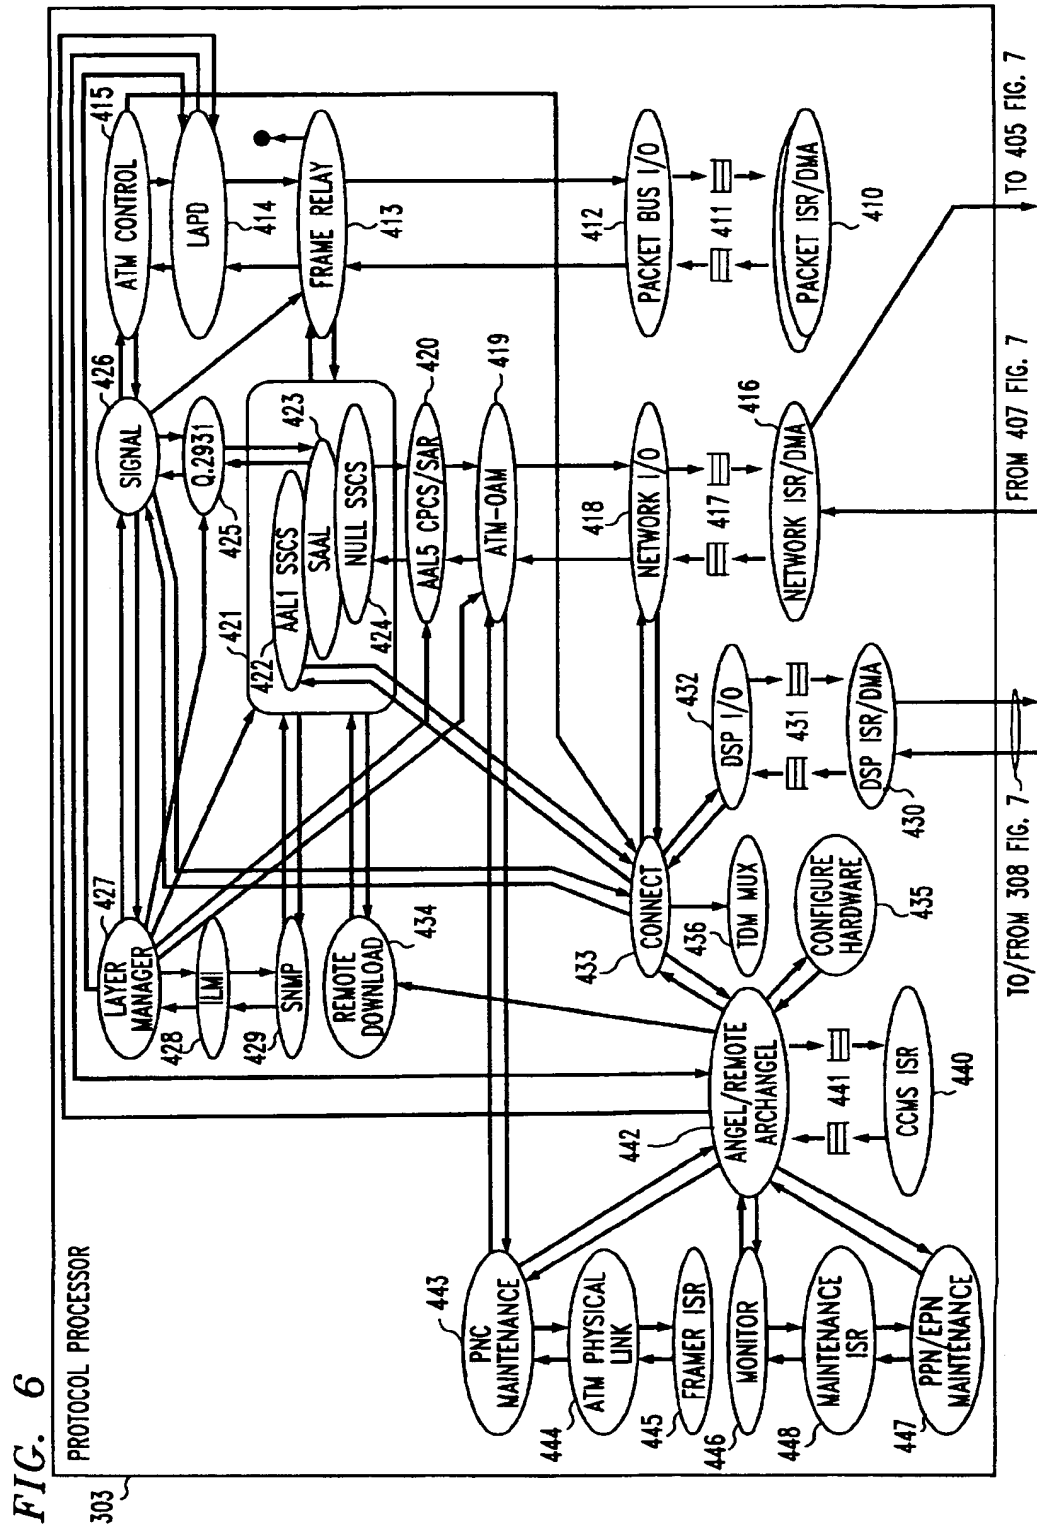 FIG. 6
303
PROTOCOL PROCESSOR
427
LAYER
MANAGER
428
ILMI
429
SNMP
REMOTE
DOWNLOAD
434
426
SIGNAL
Q.2931
425
415
ATM CONTROL
LAPD
414
FRAME RELAY
413
421
422
AAL1 SSCS
SAAL
423
NULL SSCS
424
AAL5 CPCS/SAR
420
ATM-OAM
419
412
PACKET BUS I/O
411
PACKET ISR/DMA
410
418
NETWORK I/O
417
NETWORK ISR/DMA
416
432
DSP I/O
431
DSP ISR/DMA
430
433
CONNECT
436
TDM MUX
CONFIGURE
HARDWARE
435
442
ANGEL/REMOTE
ARCHANGEL
441
CCMS ISR
440
443
PNC
MAINTENANCE
444
ATM PHYSICAL
LINK
445
FRAMER ISR
446
MONITOR
448
MAINTENANCE
ISR
447
PPN/EPN
MAINTENANCE
TO/FROM 308 FIG. 7
FROM 407 FIG. 7
TO 405 FIG. 7